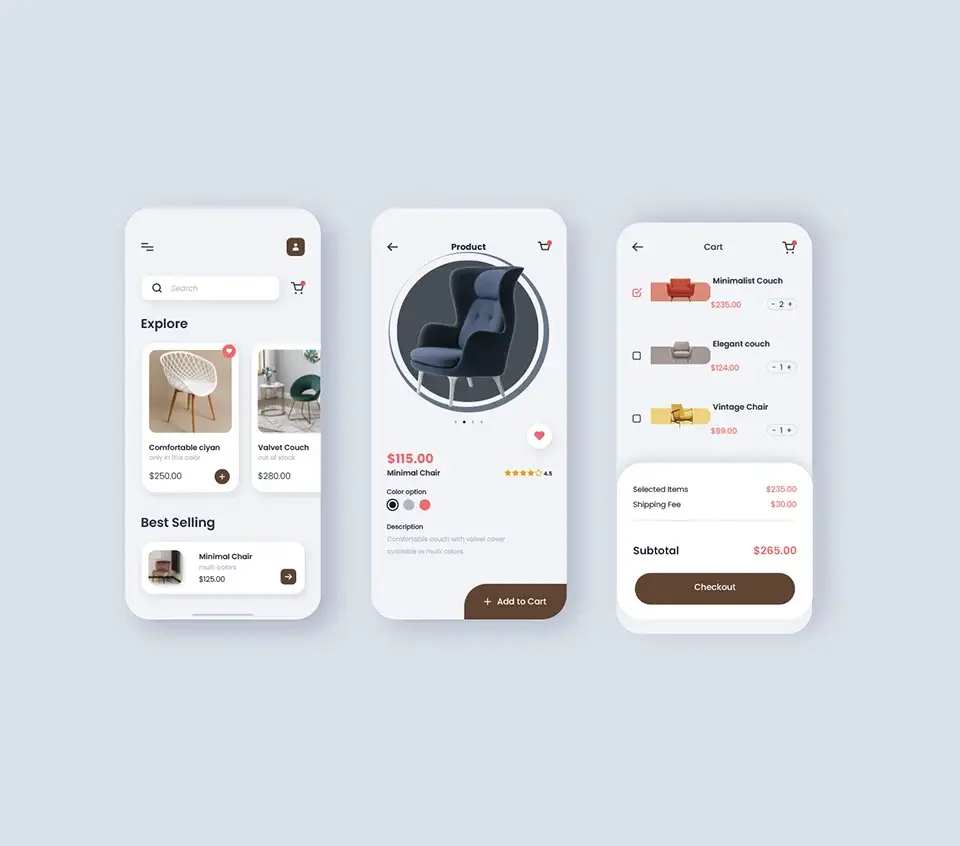 Search
Explore
Comfortable ciyan
only in this color
$250.00
+
Valvet Couch
out of stock
$280.00
Best Selling
Minimal Chair
multi colors
$125.00
Product
$115.00
Minimal Chair
4.5
Color option
Description
Comfortable couch with valvet cover
available in multi colors.
+ Add to Cart
Cart
Minimalist Couch
$235.00
- 2 +
Elegant couch
$124.00
- 1 +
Vintage Chair
$89.00
- 1 +
Selected Items $235.00
Shipping Fee $30.00
Subtotal $265.00
Checkout